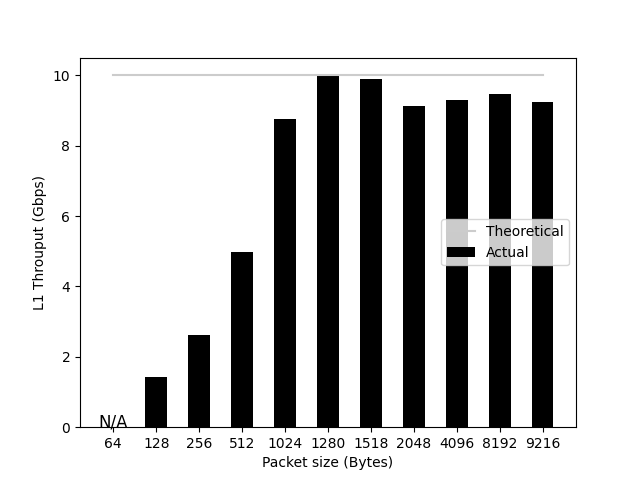 10
8
6
4
2
0
L1 Throuput (Gbps)
Theoretical
Actual
N/A
64 128 256 512 1024 1280 1518 2048 4096 8192 9216
Packet size (Bytes)